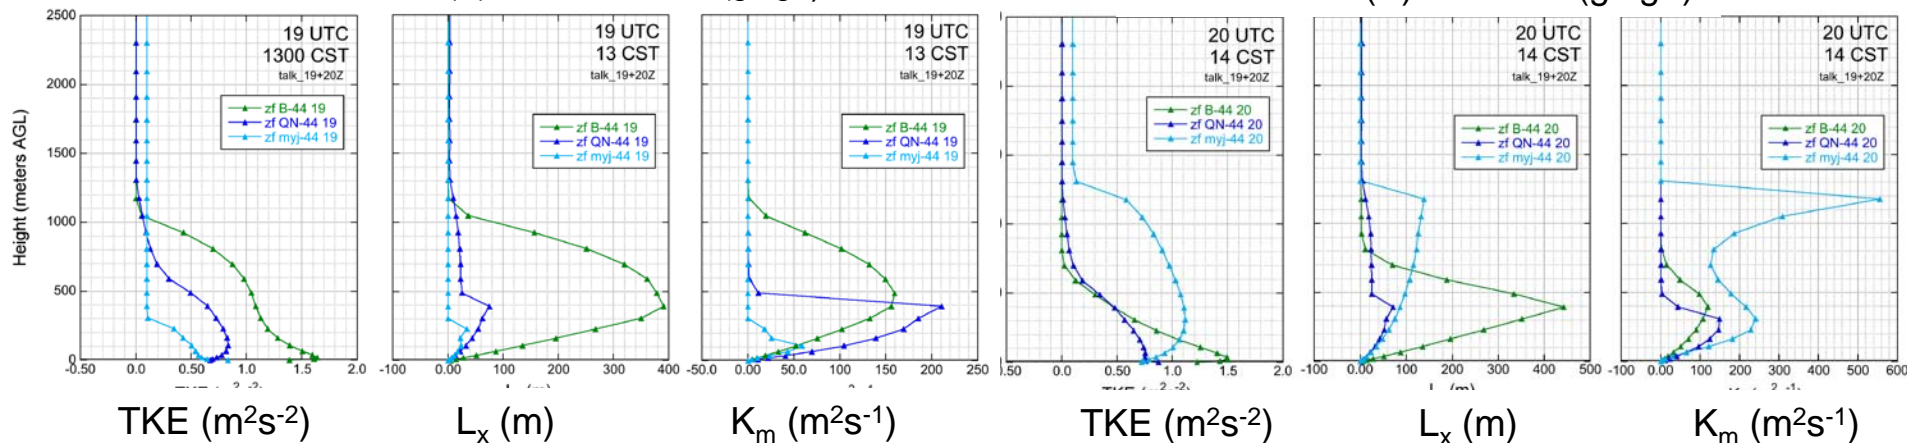 19 UTC
1300 CST
talk_19+20Z
zf B-44 19
zf QN-44 19
zf myj-44 19
2500
2000
1500
1000
500
0
Height (meters AGL)
-1.0
0.0
1.0
2.0
TKE (m2s-2)
19 UTC
13 CST
talk_19+20Z
zf B-44 19
zf QN-44 19
zf myj-44 19
-100
0.00
100
200
300
400
Lx (m)
19 UTC
13 CST
talk_19+20Z
zf B-44 19
zf QN-44 19
zf myj-44 19
-50.0
0.00
50.0
100
150
200
250
Km (m2s-1)
20 UTC
14 CST
talk_19+20Z
zf B-44 20
zf QN-44 20
zf myj-44 20
0.0
1.0
2.0
TKE (m2s-2)
20 UTC
14 CST
talk_19+20Z
zf B-44 20
zf QN-44 20
zf myj-44 20
-100
0.00
100
200
300
400
500
Lx (m)
20 UTC
14 CST
talk_19+20Z
zf B-44 20
zf QN-44 20
zf myj-44 20
-100
0.00
100
200
300
400
500
600
Km (m2s-1)